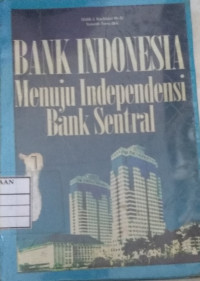 BANK INDONESIA
Menuju Independensi
Bank Sentral